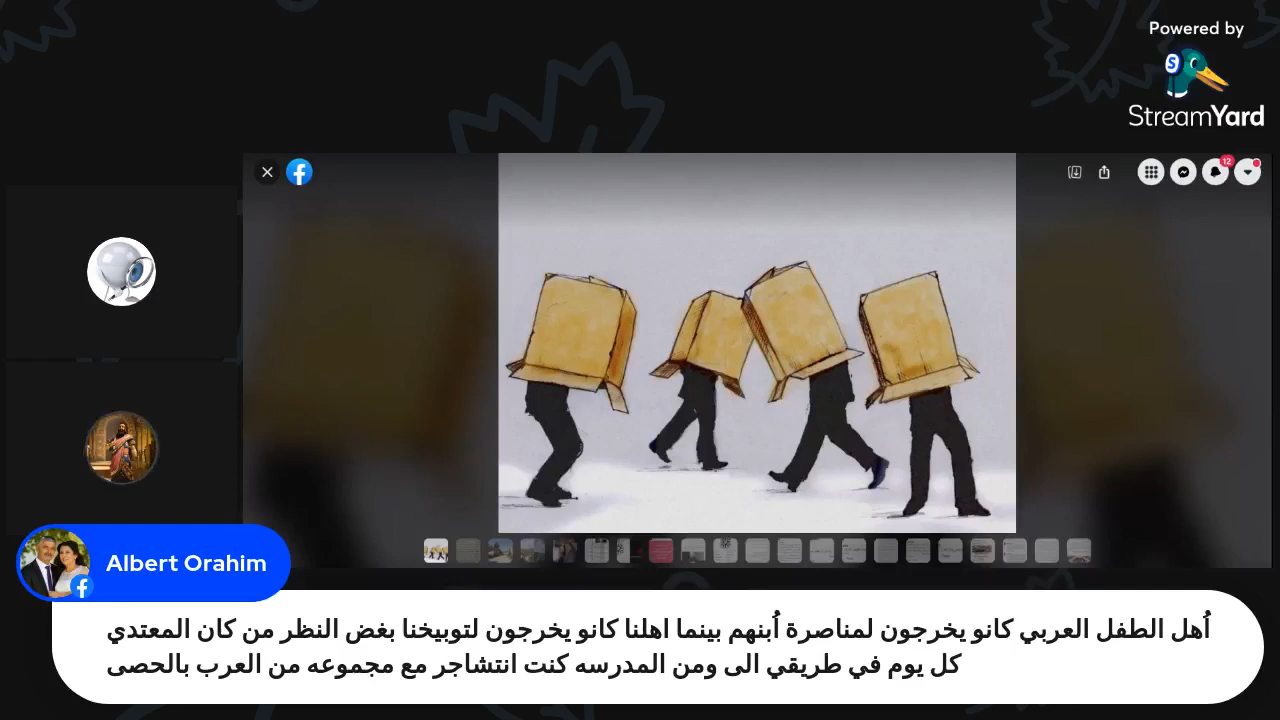 Powered by
StreamYard
12
Albert Orahim
اُهل الطفل العربي كانو يخرجون لمناصرة اُبنهم بينما اهلنا كانو يخرجون لتوبيخنا بغض النظر من كان المعتدي
كل يوم في طريقي الى ومن المدرسه كنت انتشاجر مع مجموعه من العرب بالحصى